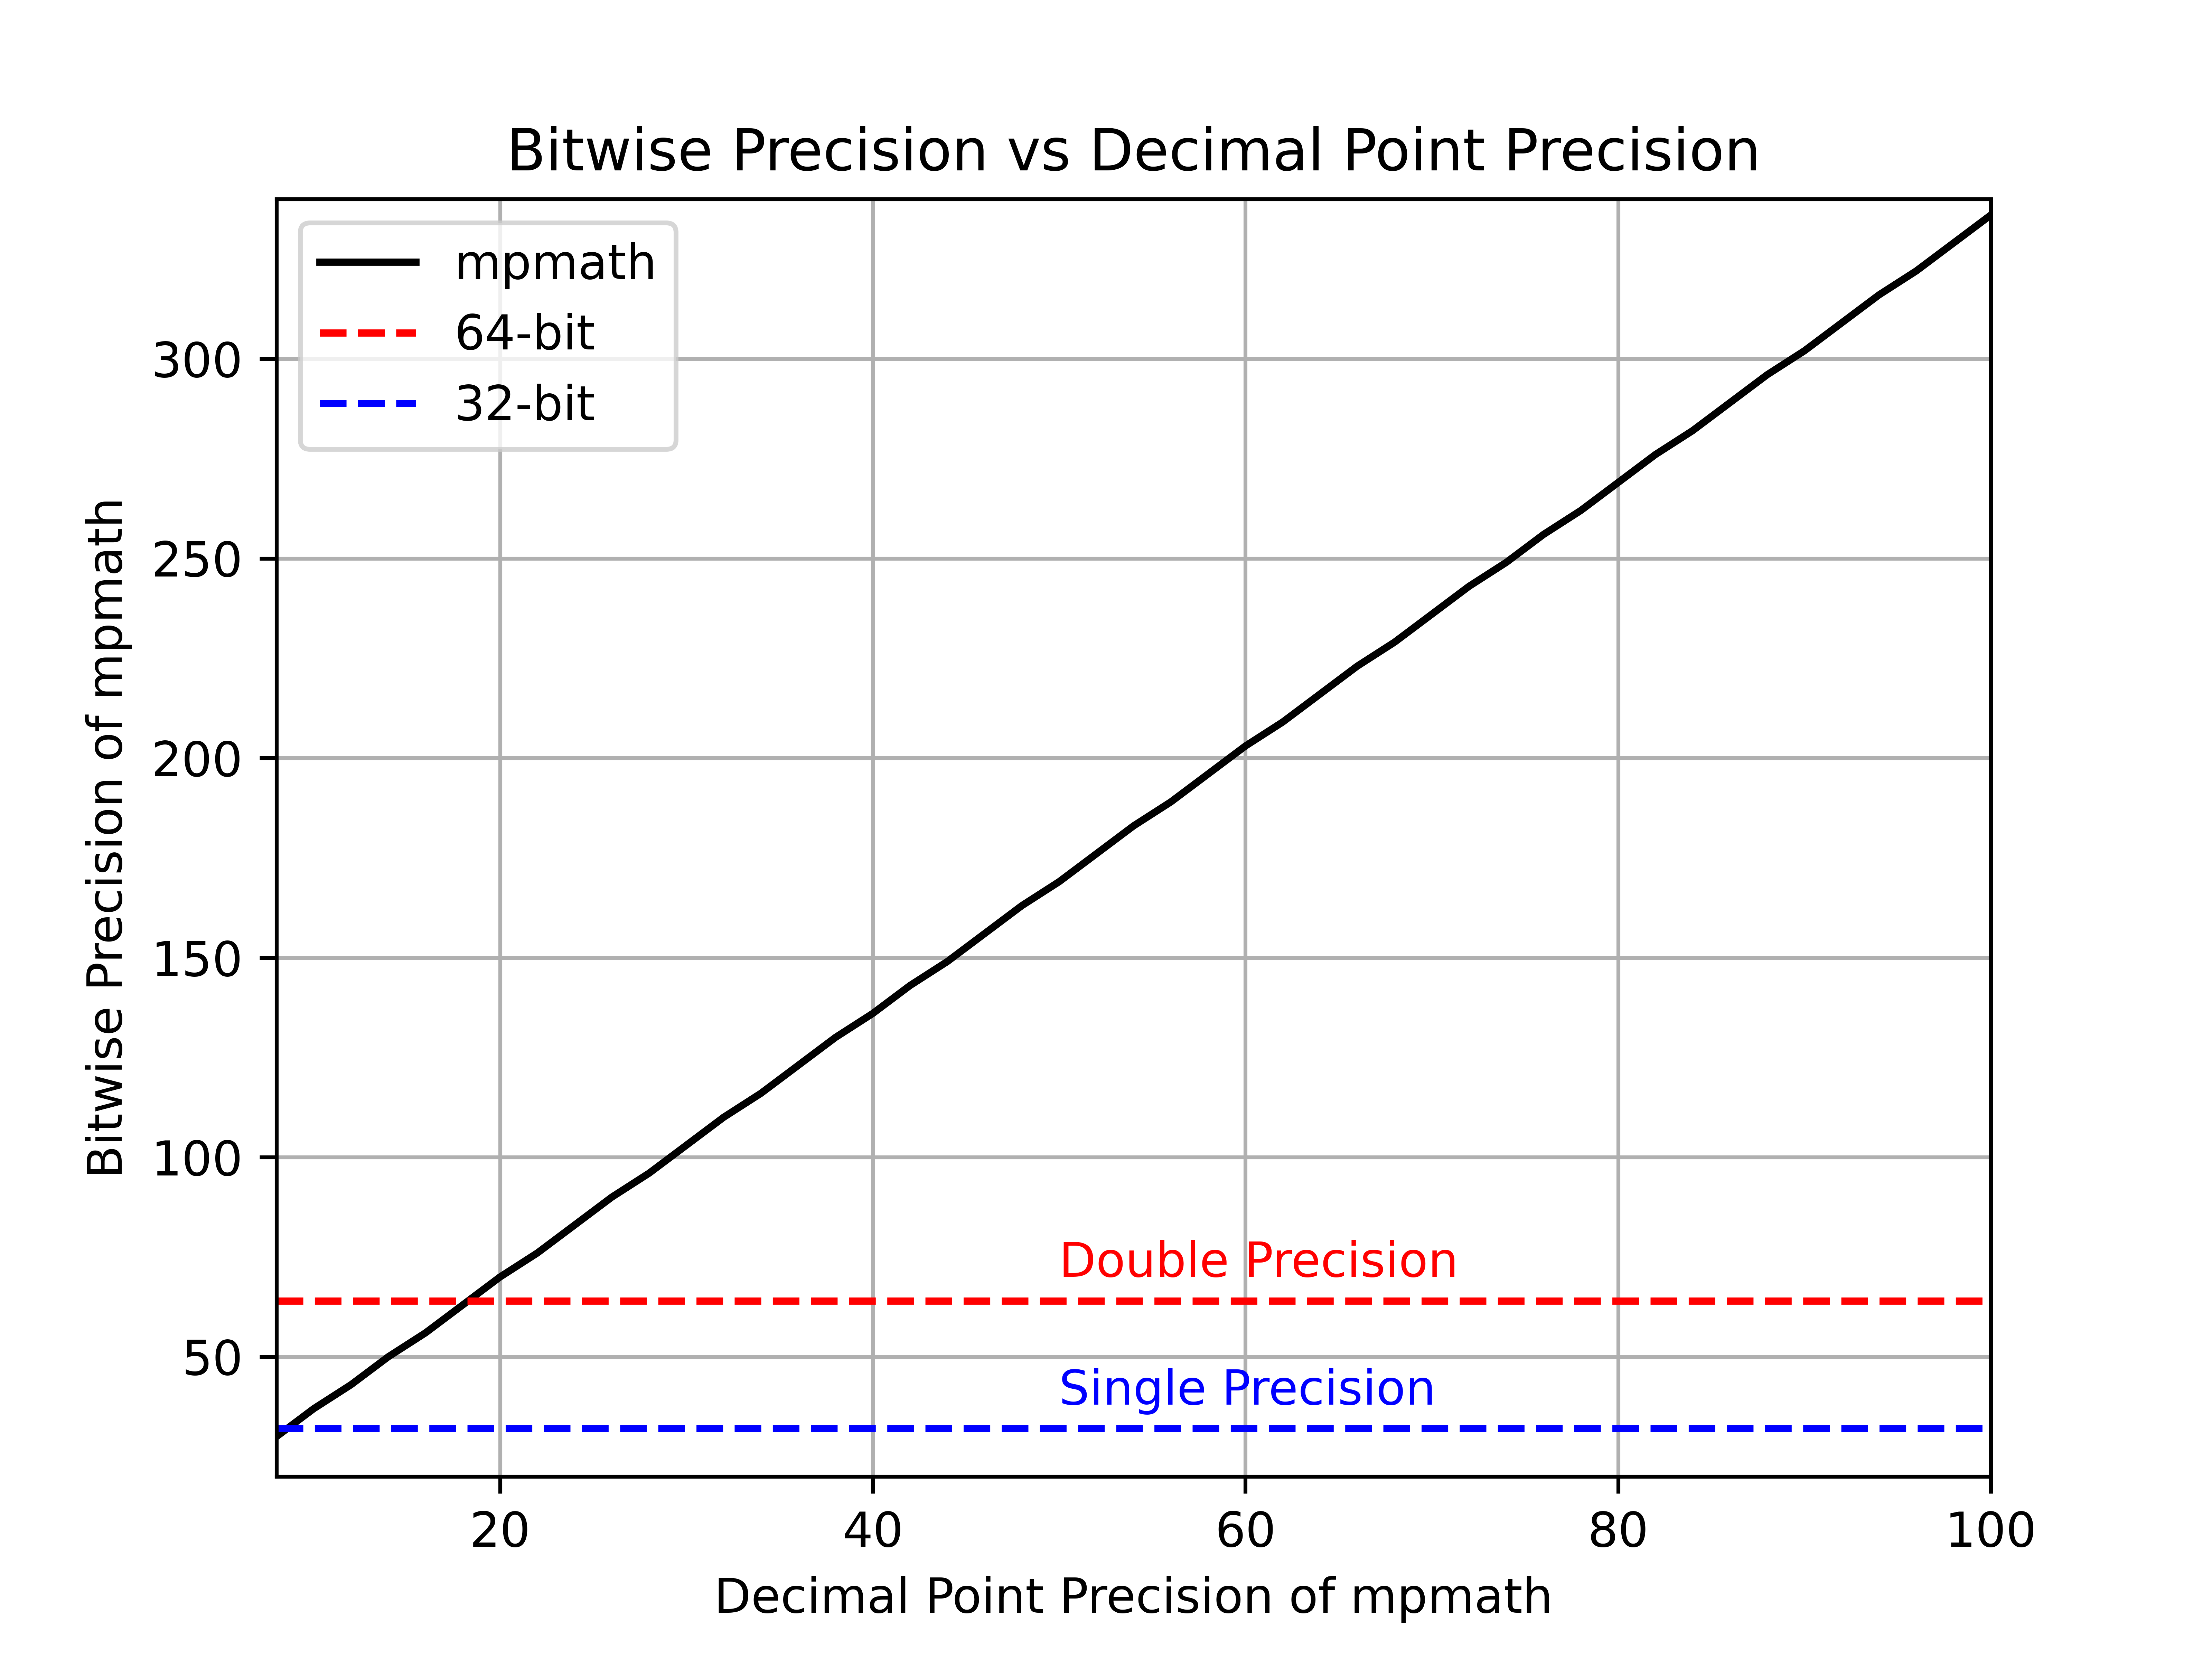 Bitwise Precision vs Decimal Point Precision
mpmath
64-bit
32-bit
300
250
200
150
100
50
Bitwise Precision of mpmath
Double Precision
Single Precision
20
40
60
80
100
Decimal Point Precision of mpmath